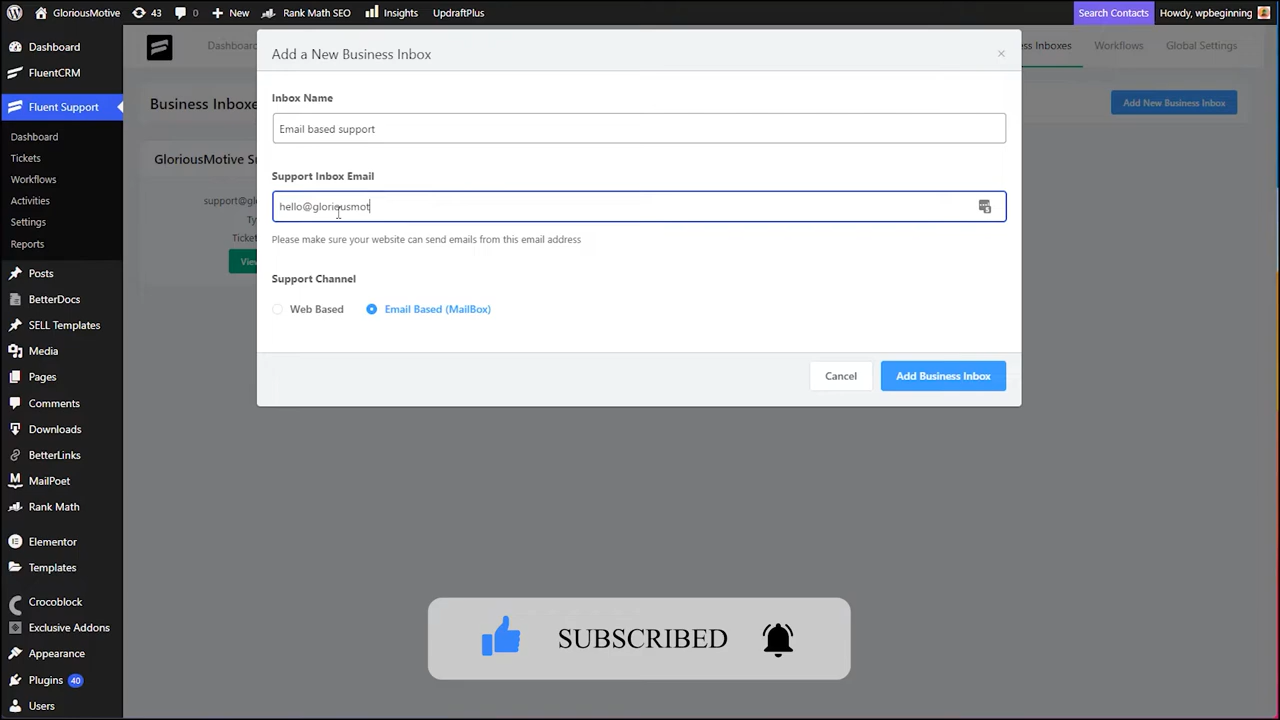 GloriousMotive 43 0 New Rank Math SEO Insights UpdraftPlus Search Contacts Howdy, wpbeginning
Dashboard
FluentCRM
Fluent Support
Dashboard
Tickets
Workflows
Activities
Settings
Reports
Posts
BetterDocs
SELL Templates
Media
Pages
Comments
Downloads
BetterLinks
MailPoet
Rank Math
Elementor
Templates
Crocoblock
Exclusive Addons
Appearance
Plugins 40
Users
Workflows Global Settings
Inboxes
Add New Business Inbox
Business
GloriousMotive
Add a New Business Inbox
×
Inbox Name
Email based support
Support Inbox Email
hello@gloriousmot
Please make sure your website can send emails from this email address
Support Channel
Web Based Email Based (MailBox)
Cancel Add Business Inbox
SUBSCRIBED